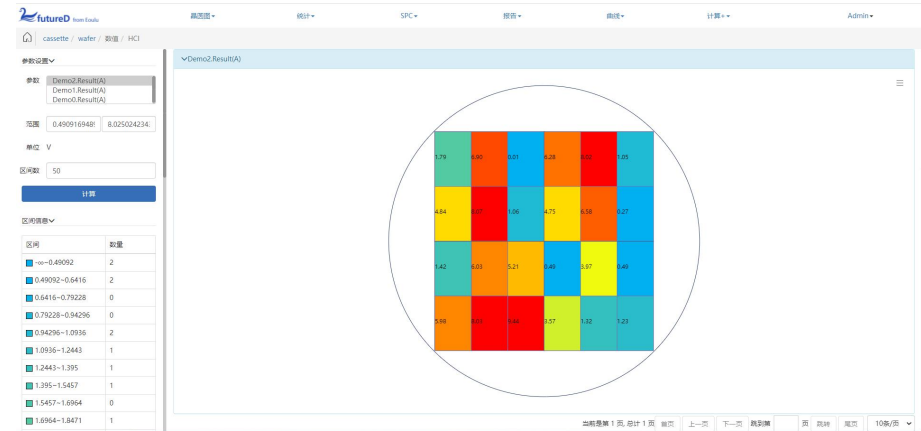 futureD from Exsulu
晶圆图
统计
SPC
报告
曲线
计算+
Admin
cassette / wafer / 数值 / HCI
参数设置
参数
Demo2.Result(A)
Demo1.Result(A)
Demo0.Result(A)
范围
0.490916948
8.025024234
单位 V
区间数 50
计算
区间信息
区间 数量
-∞~0.49092 2
0.49092~0.6416 2
0.6416~0.79228 0
0.79228~0.94296 0
0.94296~1.0936 2
1.0936~1.2443 1
1.2443~1.395 1
1.395~1.5457 1
1.5457~1.6964 0
1.6964~1.8471 1
Demo2.Result(A)
1.79 6.90 0.01 6.28 1.05
4.84 1.06 4.75 6.58 0.27
1.42 6.03 5.21 0.49 3.97 0.49
5.98 3.57 1.32 1.23
当前是第 1 页, 总计 1 页 首页 上一页 下一页 跳到第 页 跳转 尾页 10条/页